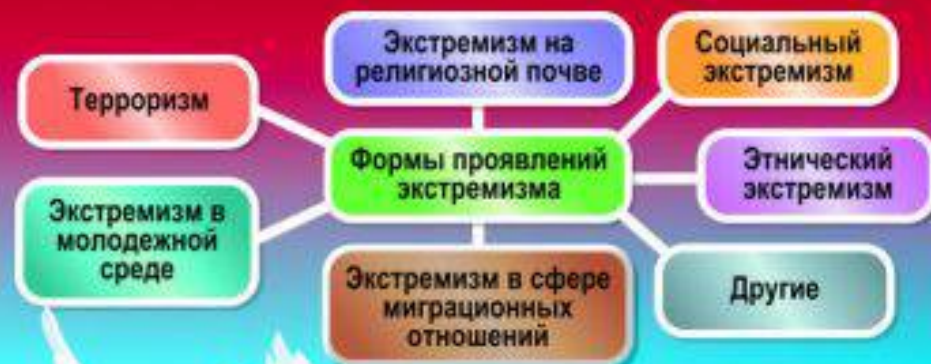 Экстремизм на
религиозной почве
Социальный
экстремизм
Терроризм
Формы проявлений
экстремизма
Этнический
экстремизм
Экстремизм в
молодежной
среде
Экстремизм в сфере
миграционных
отношений
Другие